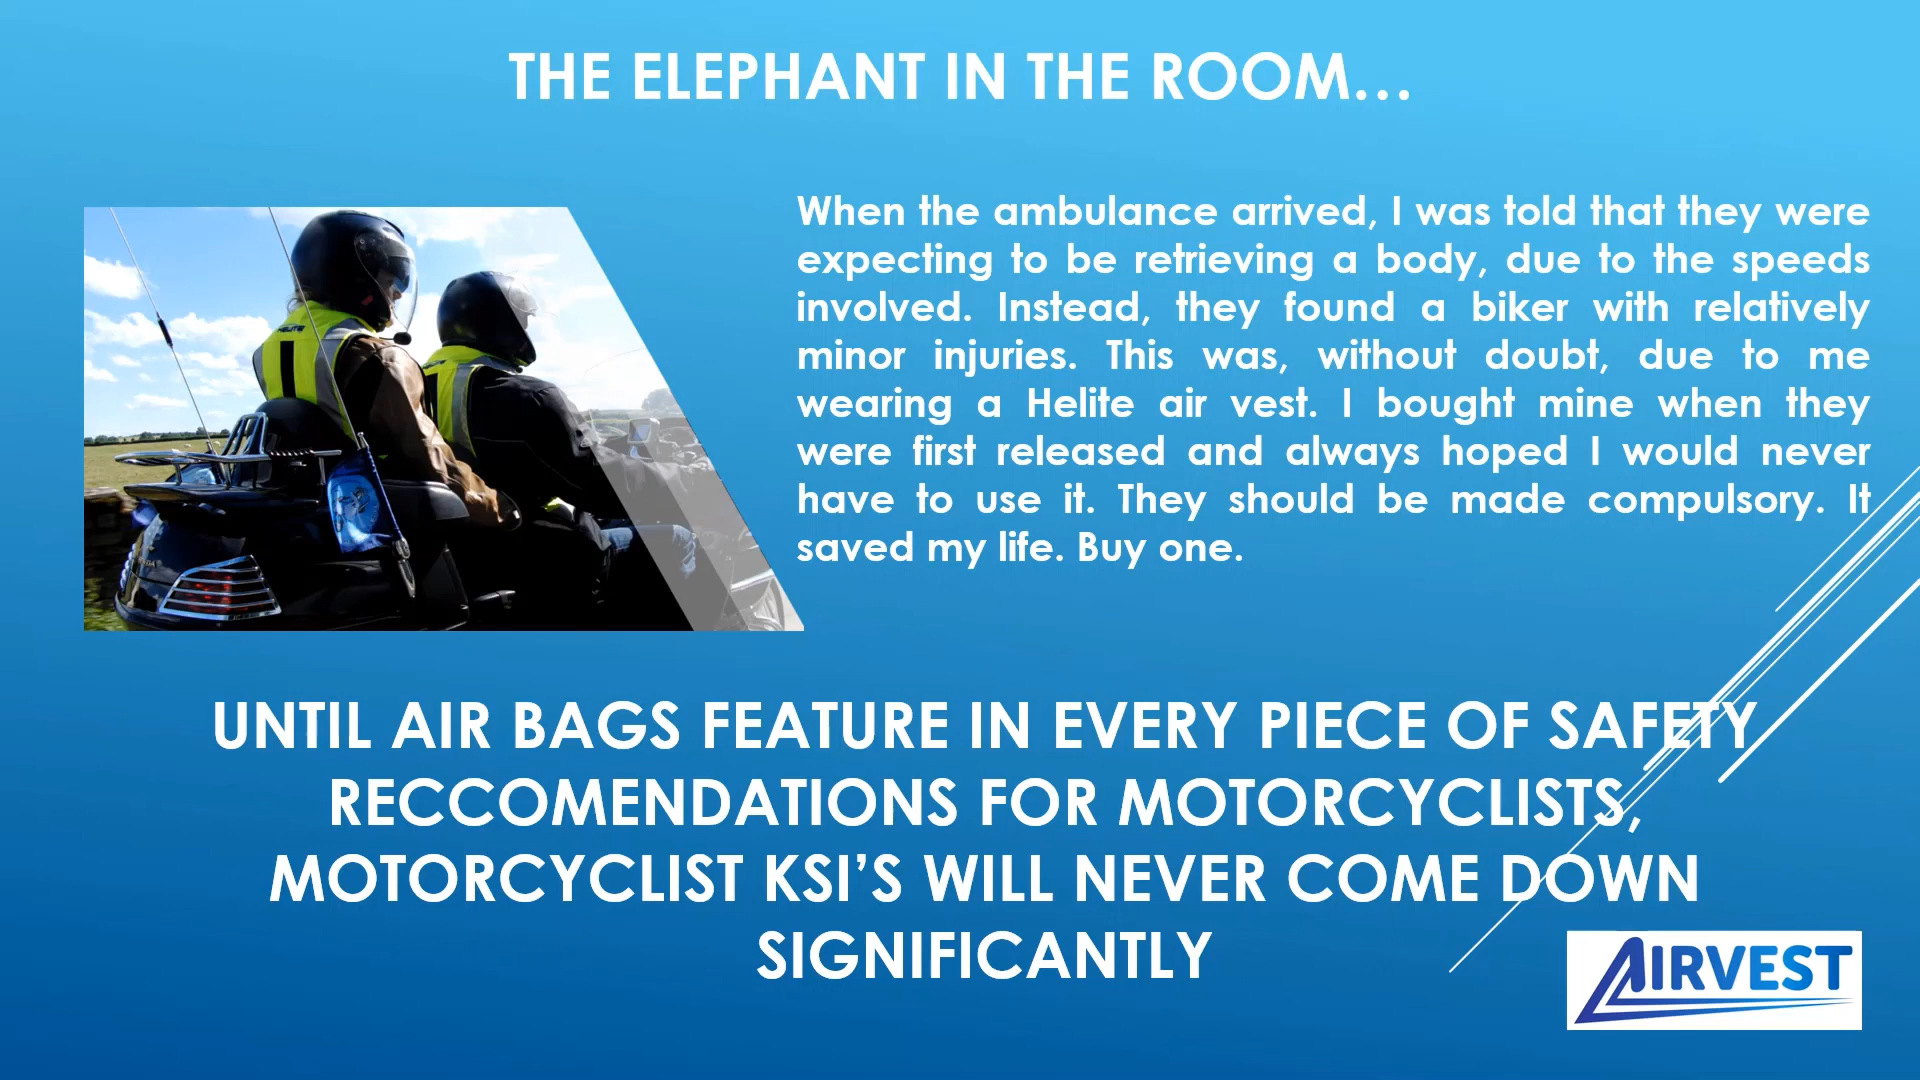 THE ELEPHANT IN THE ROOM...
When the ambulance arrived, I was told that they were
expecting to be retrieving a body, due to the speeds
involved. Instead, they found a biker with relatively
minor injuries. This was, without doubt, due to me
wearing a Helite air vest. I bought mine when they
were first released and always hoped I would never
have to use it. They should be made compulsory. It
saved my life. Buy one.
HELITE
UNTIL AIR BAGS FEATURE IN EVERY PIECE OF SAFETY
RECCOMENDATIONS FOR MOTORCYCLISTS,
MOTORCYCLIST KSI’S WILL NEVER COME DOWN
SIGNIFICANTLY
AIRVEST